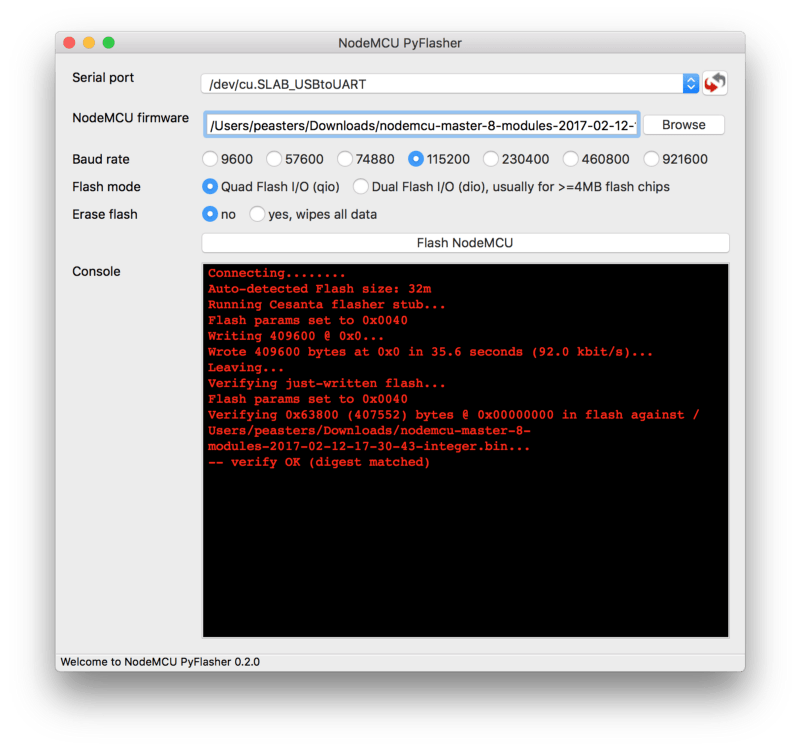 NodeMCU PyFlasher
Serial port
/dev/cu.SLAB_USBtoUART
NodeMCU firmware
/Users/peasters/Downloads/nodemcu-master-8-modules-2017-02-12-
Browse
Baud rate 9600 57600 74880 115200 230400 460800 921600
Flash mode Quad Flash I/O (qio) Dual Flash I/O (dio), usually for >=4MB flash chips
Erase flash no yes, wipes all data
Flash NodeMCU
Console
Connecting........
Auto-detected Flash size: 32m
Running Cesanta flasher stub...
Flash params set to 0x0040
Writing 409600 @ 0x0...
Wrote 409600 bytes at 0x0 in 35.6 seconds (92.0 kbit/s)...
Leaving...
Verifying just-written flash...
Flash params set to 0x0040
Verifying 0x63800 (407552) bytes @ 0x00000000 in flash against /
Users/peasters/Downloads/nodemcu-master-8-
modules-2017-02-12-17-30-43-integer.bin...
-- verify OK (digest matched)
Welcome to NodeMCU PyFlasher 0.2.0